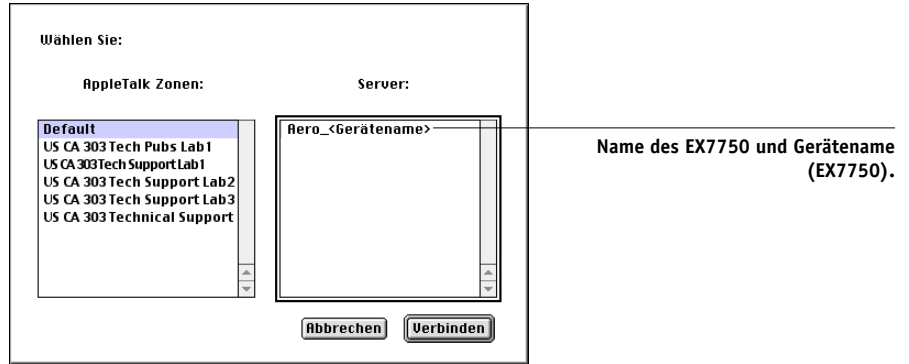 Wählen Sie:
AppleTalk Zonen:
Server:
Default
US CA 303 Tech Pubs Lab1
US CA 303Tech Support Lab1
US CA 303 Tech Support Lab2
US CA 303 Tech Support Lab3
US CA 303 Technical Support
Aero_<Gerätename>
Abbrechen
Verbinden
Name des EX7750 und Gerätename
(EX7750).